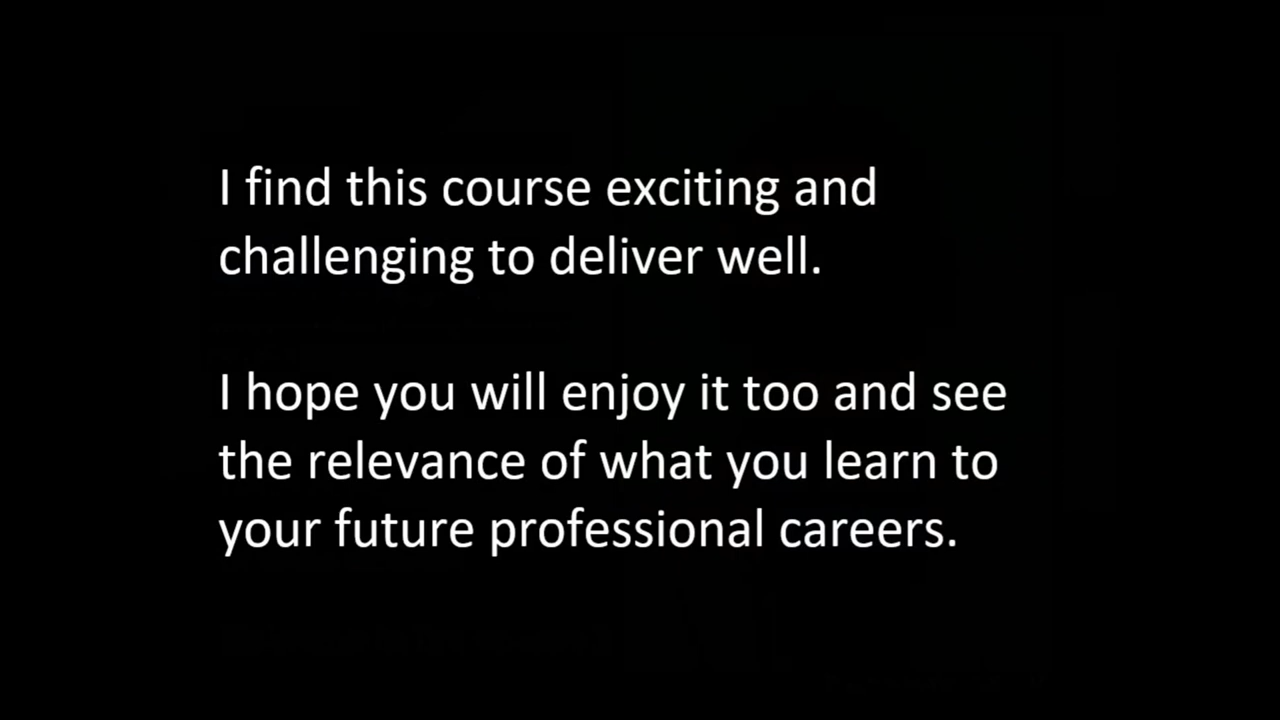 I find this course exciting and
challenging to deliver well.
I hope you will enjoy it too and see
the relevance of what you learn to
your future professional careers.